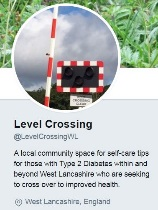 Level Crossing
@LevelCrossingWL
A local community space for self-care tips
for those with Type 2 Diabetes within and
beyond West Lancashire who are seeking
to cross over to improved health.
West Lancashire, England